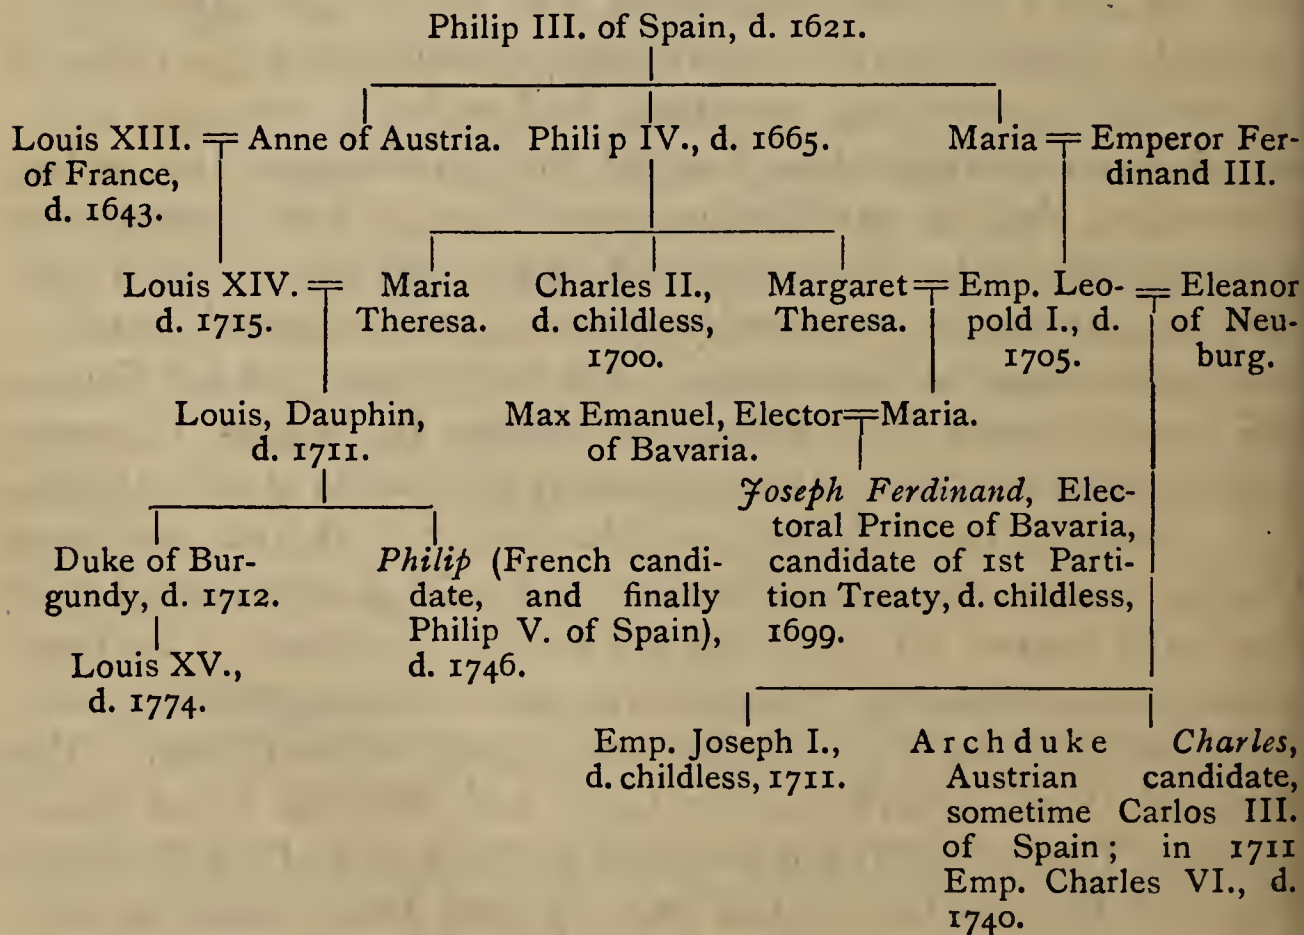 Philip III. of Spain, d. 1621.
Louis XIII. = Anne of Austria. Philip IV., d. 1665. Maria = Emperor Fer-
of France, dinand III.
d. 1643.
Louis XIV. = Maria Charles II., Margaret = Emp. Leo- = Eleanor
d. 1715. Theresa. d. childless, Theresa. pold I., d. of Neu-
1700. 1705. burg.
Louis, Dauphin, Max Emanuel, Elector = Maria.
d. 1711. of Bavaria.
Joseph Ferdinand, Elec-
toral Prince of Bavaria,
candidate of 1st Parti-
tion Treaty, d. childless,
1699.
Duke of Bur-
gundy, d. 1712.
Philip (French candi-
date, and finally
Philip V. of Spain),
d. 1746.
Louis XV.,
d. 1774.
Emp. Joseph I.,
d. childless, 1711.
Archduke Charles,
Austrian candidate,
sometime Carlos III.
of Spain; in 1711
Emp. Charles VI., d.
1740.